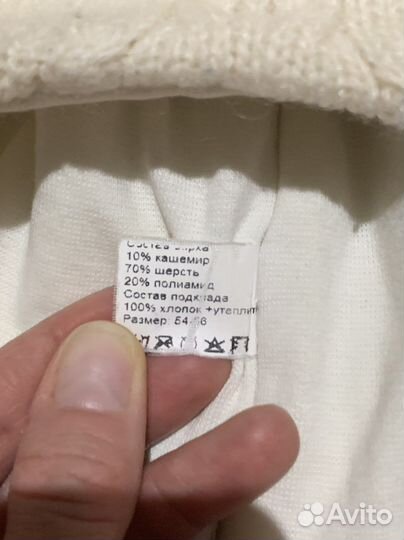 Состав верха
10% кашемир
70% шерсть
20% полиамид
Состав подклада
100% хлопок +утеплит
Размер: 54-56
Avito